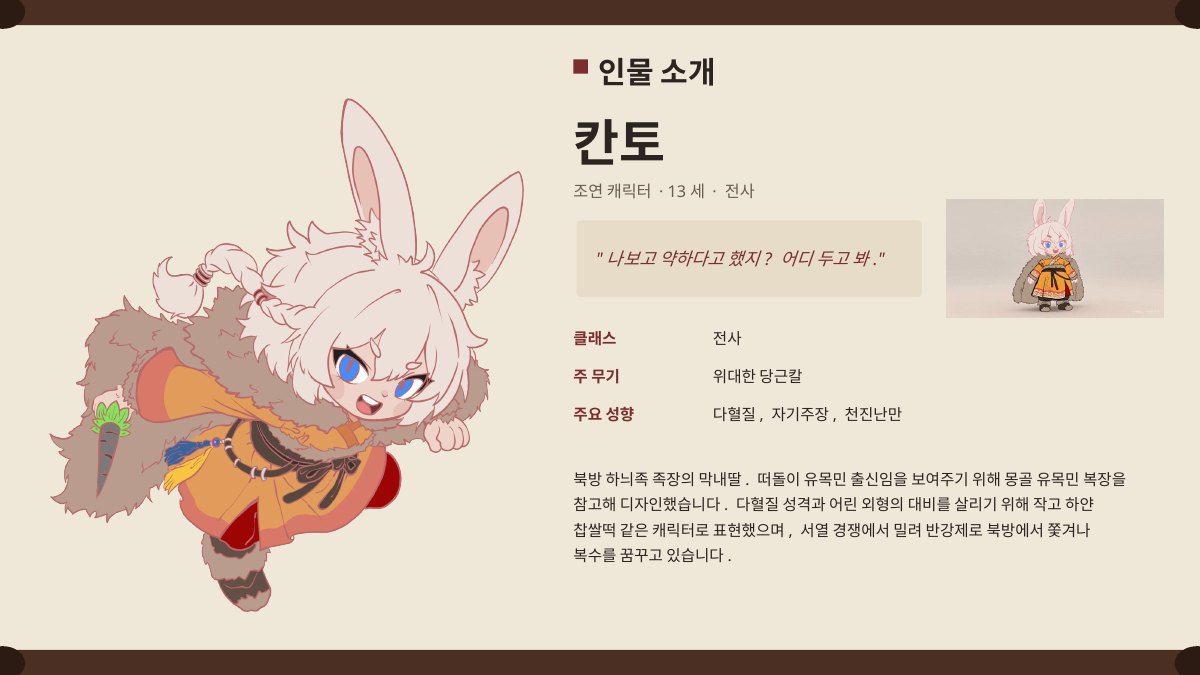 인물 소개
칸토
조연 캐릭터 · 13 세 · 전사
" 나보고 약하다고 했지 ? 어디 두고 봐 ."
클래스 전사
주 무기 위대한 당근칼
주요 성향 다혈질 , 자기주장 , 천진난만
북방 하늬족 족장의 막내딸 . 떠돌이 유목민 출신임을 보여주기 위해 몽골 유목민 복장을
참고해 디자인했습니다 . 다혈질 성격과 어린 외형의 대비를 살리기 위해 작고 하얀
찹쌀떡 같은 캐릭터로 표현했으며 , 서열 경쟁에서 밀려 반강제로 북방에서 쫓겨나
복수를 꿈꾸고 있습니다 .